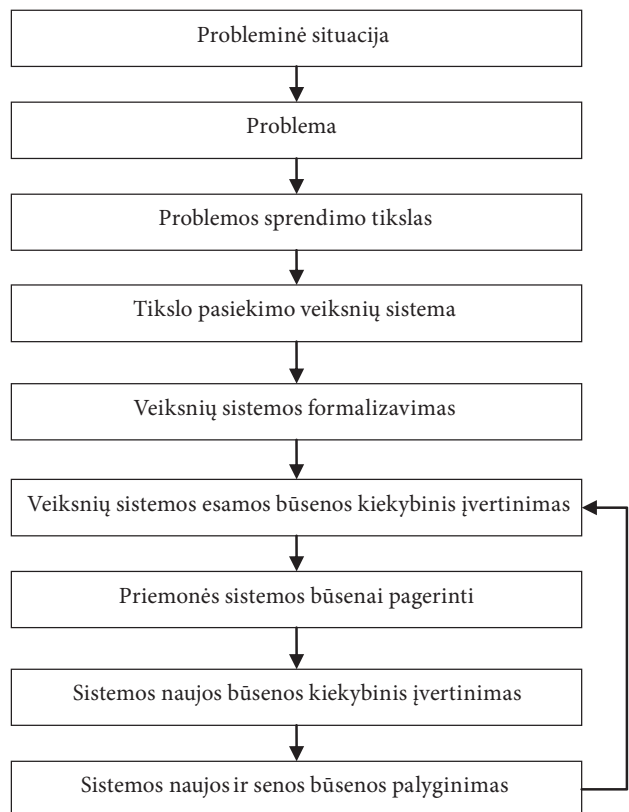 Probleminė situacija
Problema
Problemos sprendimo tikslas
Tikslo pasiekimo veiksnių sistema
Veiksnių sistemos formalizavimas
Veiksnių sistemos esamos būsenos kiekybinis įvertinimas
Priemonės sistemos būsenai pagerinti
Sistemos naujos būsenos kiekybinis įvertinimas
Sistemos naujos ir senos būsenos palyginimas